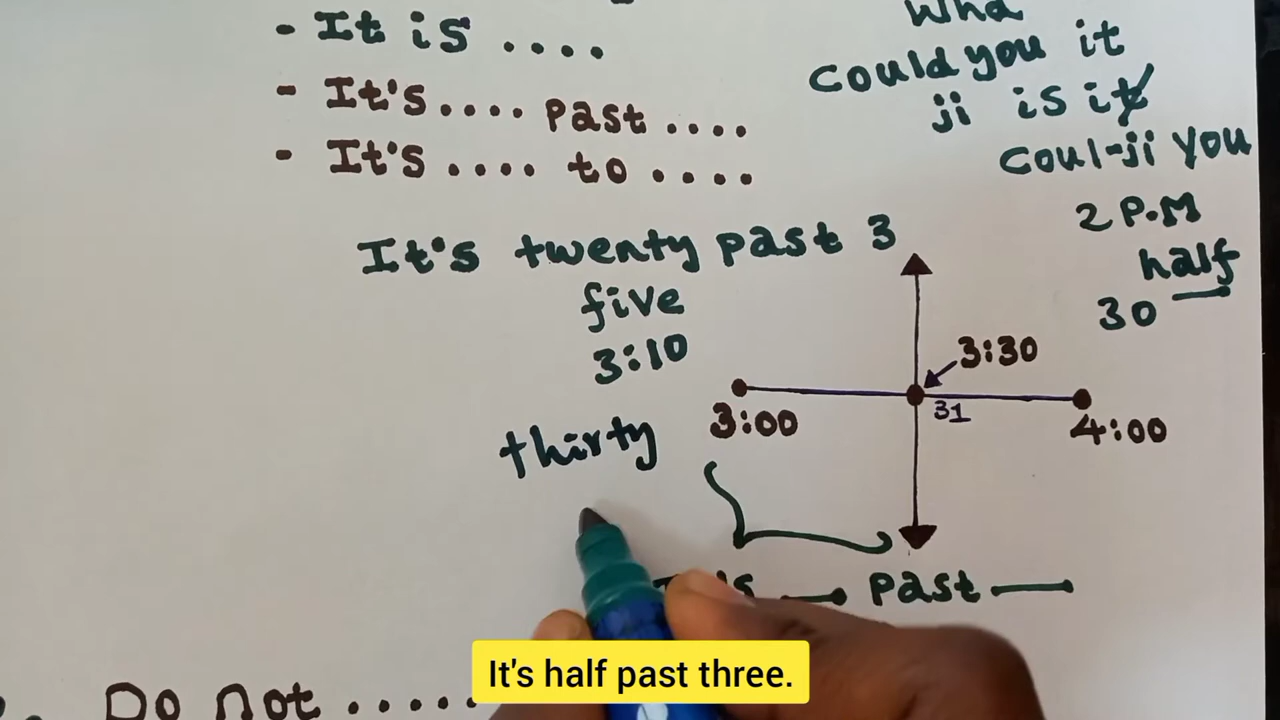 - It is ....
- It's.... past ....
- It's .... to ....
could you it
ji is it
coul-ji you
2 P.M
half
30
It's twenty past 3
five
3:10
3:30
3:00
31
4:00
thirty
past
It's half past three.
Do not .....